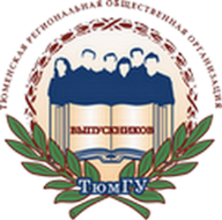 ТЮМЕНСКАЯ РЕГИОНАЛЬНАЯ ОБЩЕСТВЕННАЯ ОРГАНИЗАЦИЯ
ВЫПУСКНИКОВ
ТюмГУ